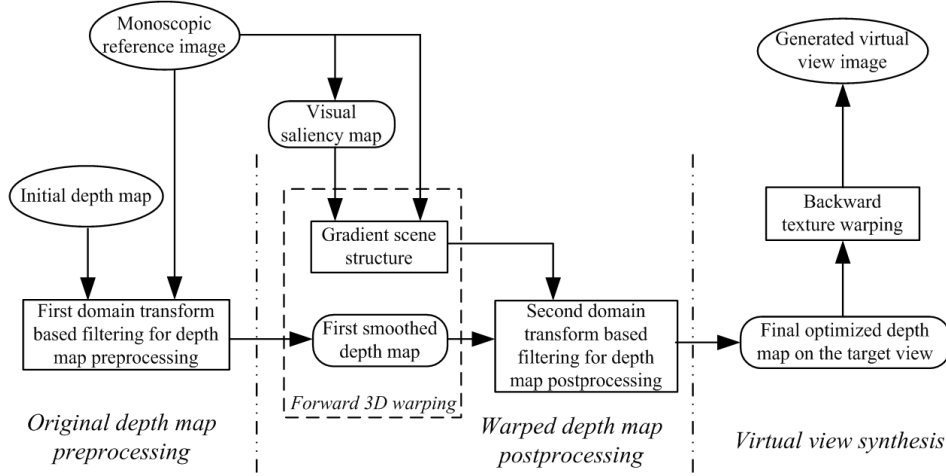 Monoscopic
reference image
Generated virtual
view image
Visual
saliency map
Initial depth map
Backward
texture warping
Gradient scene
structure
First domain transform
based filtering for depth
map preprocessing
First smoothed
depth map
Second domain
transform based
filtering for depth
map postprocessing
Final optimized depth
map on the target view
Forward 3D warping
Original depth map
preprocessing
Warped depth map
postprocessing
Virtual view synthesis